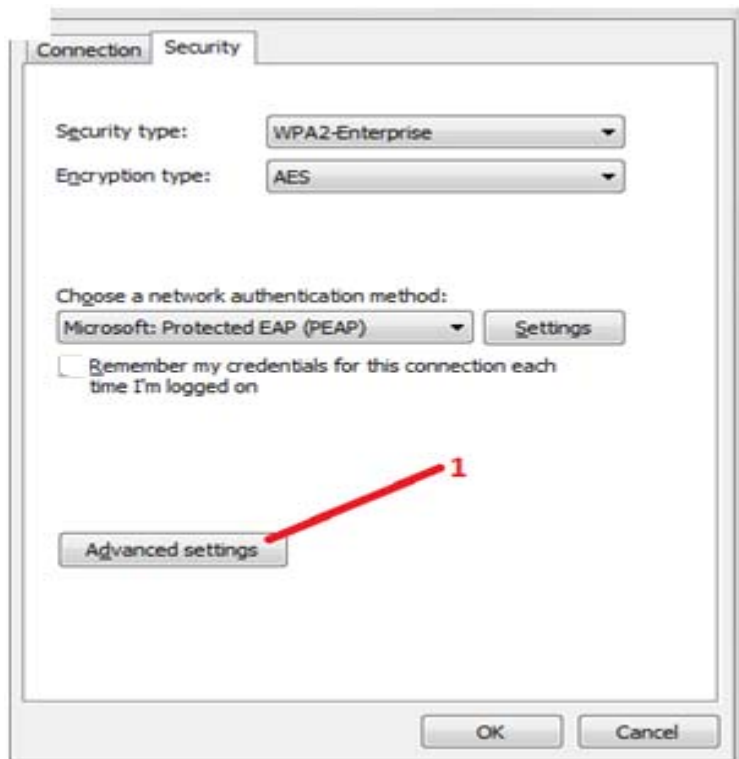 Connection Security
Security type: WPA2-Enterprise
Encryption type: AES
Choose a network authentication method:
Microsoft: Protected EAP (PEAP) Settings
Remember my credentials for this connection each
time I'm logged on
1
Advanced settings
OK Cancel